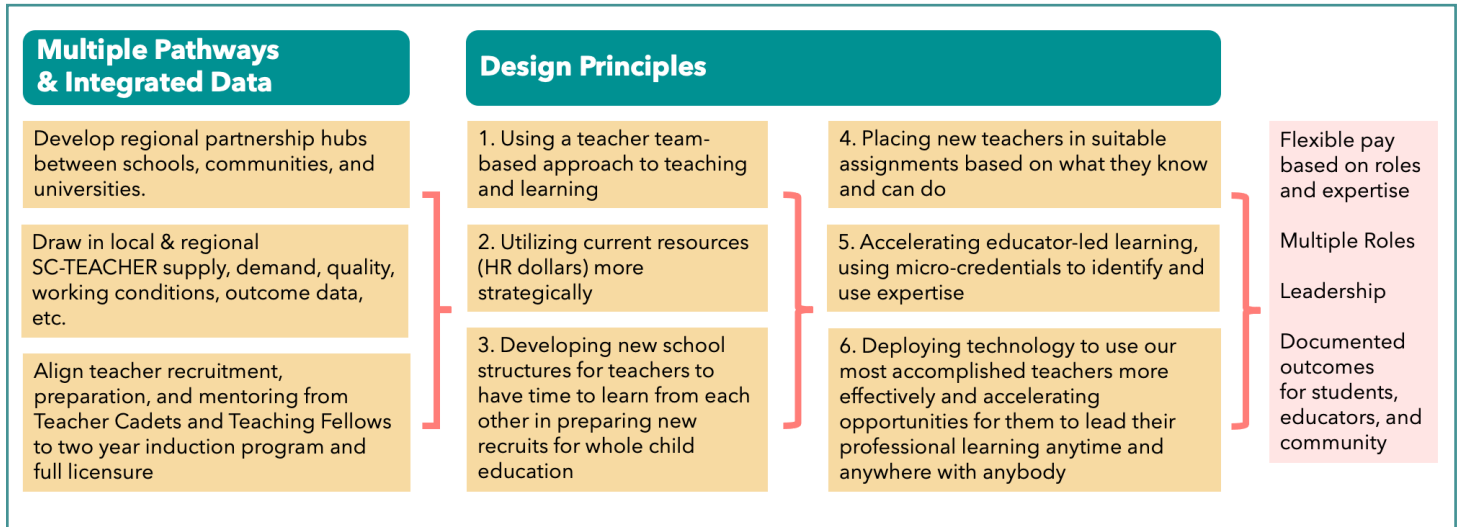 Multiple Pathways
& Integrated Data
Develop regional partnership hubs
between schools, communities, and
universities.
Draw in local & regional
SC-TEACHER supply, demand, quality,
working conditions, outcome data,
etc.
Align teacher recruitment,
preparation, and mentoring from
Teacher Cadets and Teaching Fellows
to two year induction program and
full licensure
Design Principles
1. Using a teacher team-
based approach to teaching
and learning
2. Utilizing current resources
(HR dollars) more
strategically
3. Developing new school
structures for teachers to
have time to learn from each
other in preparing new
recruits for whole child
education
4. Placing new teachers in suitable
assignments based on what they know
and can do
5. Accelerating educator-led learning,
using micro-credentials to identify and
use expertise
6. Deploying technology to use our
most accomplished teachers more
effectively and accelerating
opportunities for them to lead their
professional learning anytime and
anywhere with anybody
Flexible pay
based on roles
and expertise
Multiple Roles
Leadership
Documented
outcomes
for students,
educators, and
community